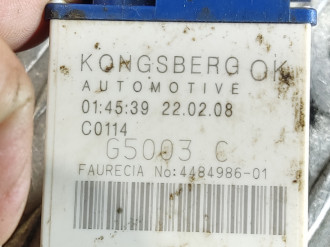 KONGSBERG OK
AUTOMOTIVE
01:45:39 22.02.08
C0114
G5003 C
FAURECIA No:4484986-01